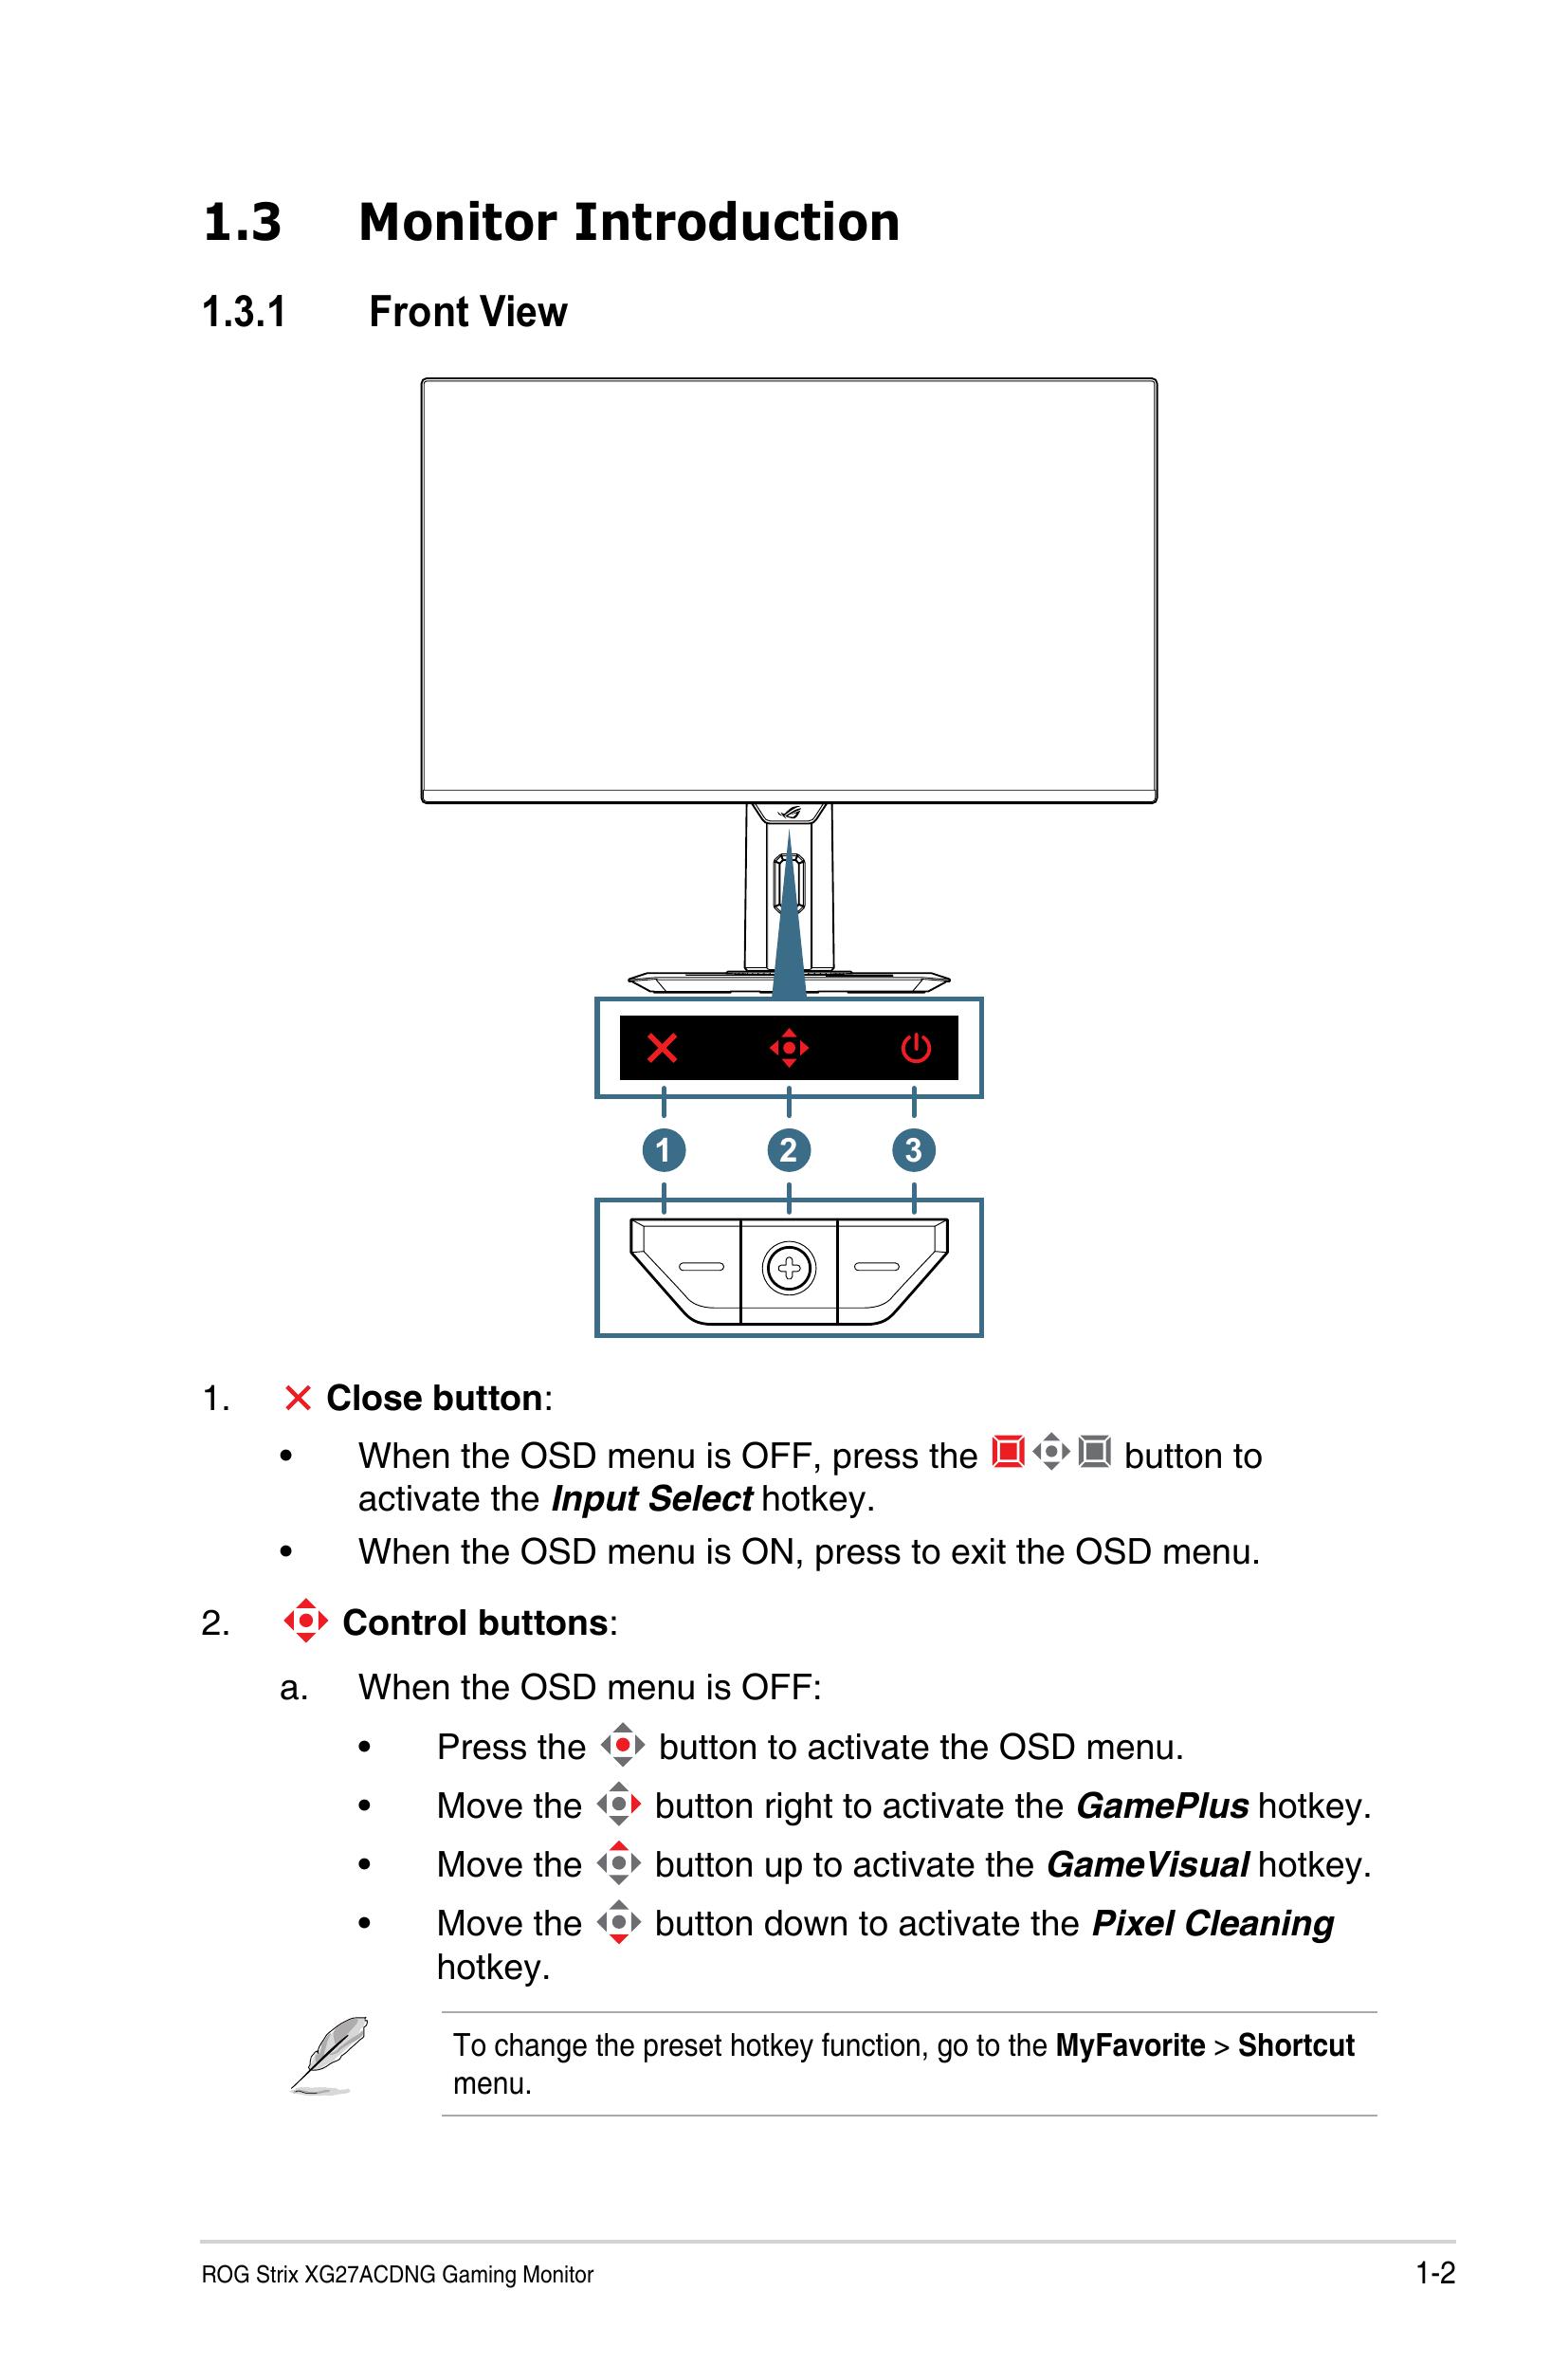 1.3 Monitor Introduction
1.3.1 Front View
1 2 3
1. Close button:
• When the OSD menu is OFF, press the button to
activate the Input Select hotkey.
• When the OSD menu is ON, press to exit the OSD menu.
2. Control buttons:
a. When the OSD menu is OFF:
• Press the button to activate the OSD menu.
• Move the button right to activate the GamePlus hotkey.
• Move the button up to activate the GameVisual hotkey.
• Move the button down to activate the Pixel Cleaning
hotkey.
To change the preset hotkey function, go to the MyFavorite > Shortcut
menu.
ROG Strix XG27ACDNG Gaming Monitor 1-2